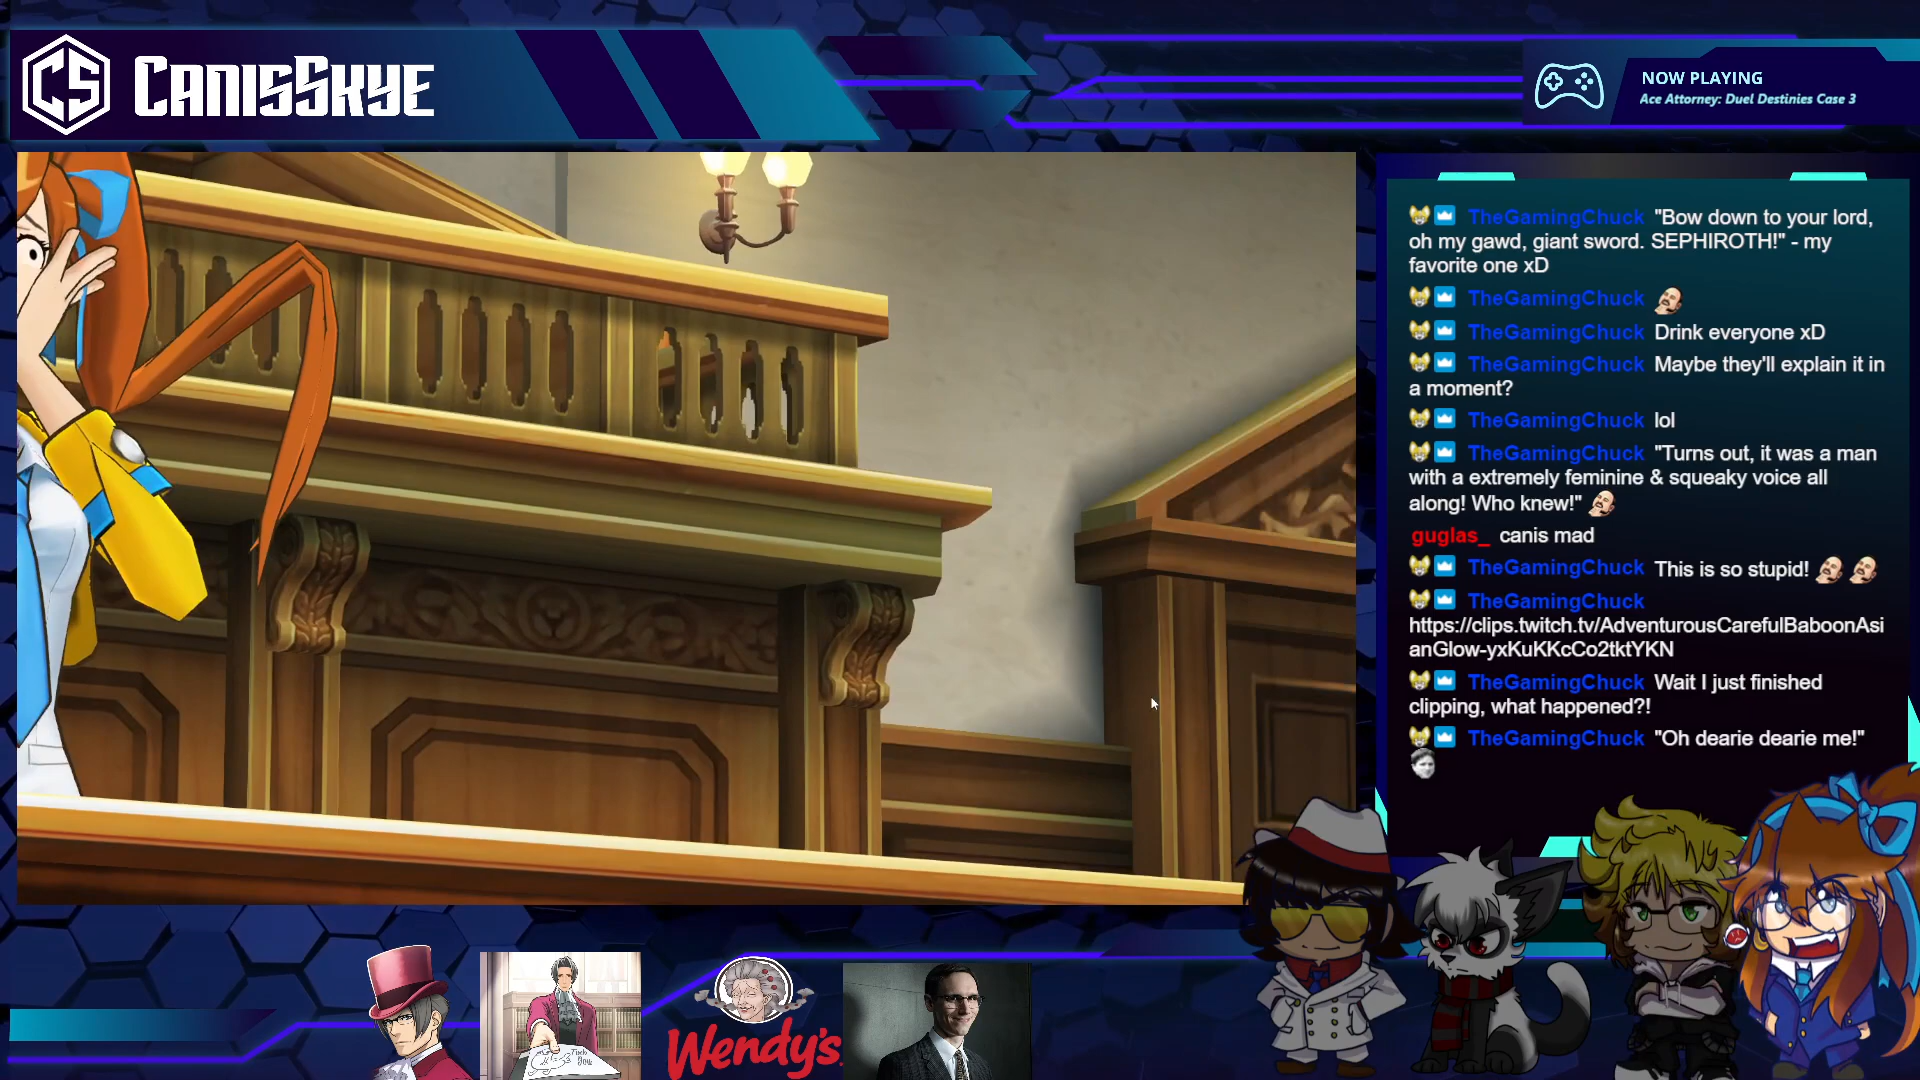 CS CANISSKYE
NOW PLAYING
Ace Attorney: Duel Destinies Case 3
TheGamingChuck "Bow down to your lord,
oh my gawd, giant sword. SEPHIROTH!" - my
favorite one xD
TheGamingChuck
TheGamingChuck Drink everyone xD
TheGamingChuck Maybe they'll explain it in
a moment?
TheGamingChuck lol
TheGamingChuck "Turns out, it was a man
with a extremely feminine & squeaky voice all
along! Who knew!"
guglas_ canis mad
TheGamingChuck This is so stupid!
TheGamingChuck
https://clips.twitch.tv/AdventurousCarefulBaboonAsi
anGlow-yxKuKKcCo2tktYKN
TheGamingChuck Wait I just finished
clipping, what happened?!
TheGamingChuck "Oh dearie dearie me!"
Fuck
you
Wendy's